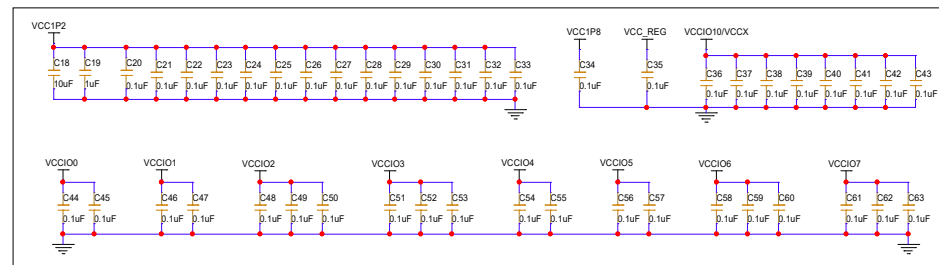 VCC1P2 VCC1P8 VCC_REG VCCIO10/VCCX
C18 C19 C20 C21 C22 C23 C24 C25 C26 C27 C28 C29 C30 C31 C32 C33 C34 C35 C36 C37 C38 C39 C40 C41 C42 C43
10uF 1uF 0.1uF 0.1uF 0.1uF 0.1uF 0.1uF 0.1uF 0.1uF 0.1uF 0.1uF 0.1uF 0.1uF 0.1uF 0.1uF 0.1uF 0.1uF 0.1uF 0.1uF 0.1uF 0.1uF 0.1uF 0.1uF 0.1uF 0.1uF 0.1uF
VCCIO0 VCCIO1 VCCIO2 VCCIO3 VCCIO4 VCCIO5 VCCIO6 VCCIO7
C44 C45 C46 C47 C48 C49 C50 C51 C52 C53 C54 C55 C56 C57 C58 C59 C60 C61 C62 C63
0.1uF 0.1uF 0.1uF 0.1uF 0.1uF 0.1uF 0.1uF 0.1uF 0.1uF 0.1uF 0.1uF 0.1uF 0.1uF 0.1uF 0.1uF 0.1uF 0.1uF 0.1uF 0.1uF 0.1uF